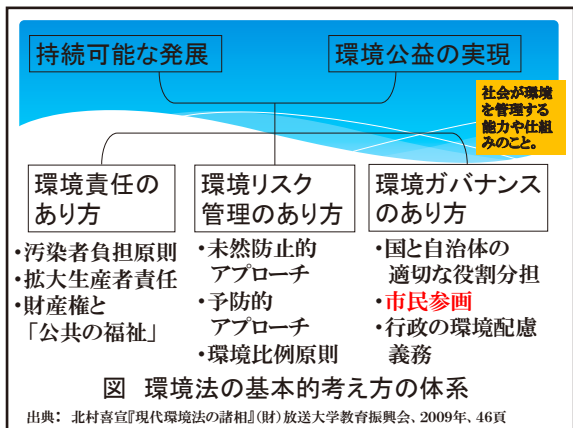 持続可能な発展
環境公益の実現
社会が環境
を管理する
能力や仕組
みのこと。
環境責任の
あり方
・汚染者負担原則
・拡大生産者責任
・財産権と
「公共の福祉」
環境リスク
管理のあり方
・未然防止的
アプローチ
・予防的
アプローチ
・環境比例原則
環境ガバナンス
のあり方
・国と自治体の
適切な役割分担
・市民参画
・行政の環境配慮
義務
図 環境法の基本的考え方の体系
出典： 北村喜宣『現代環境法の諸相』(財)放送大学教育振興会、2009年、46頁